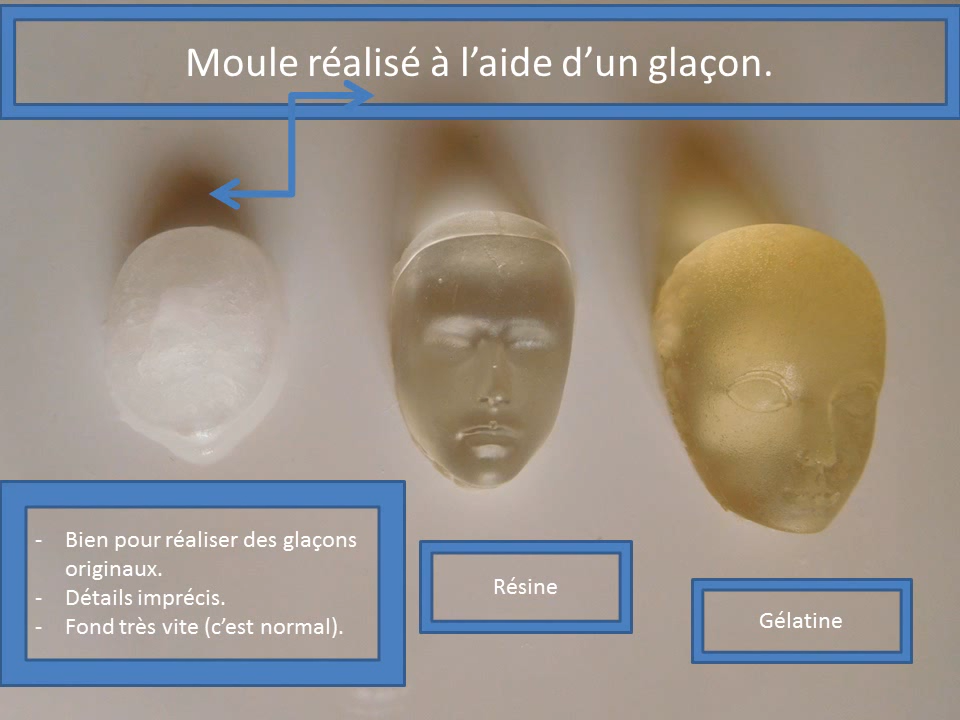 Moule réalisé à l’aide d’un glaçon.
- Bien pour réaliser des glaçons
originaux.
- Détails imprécis.
- Fond très vite (c’est normal).
Résine
Gélatine